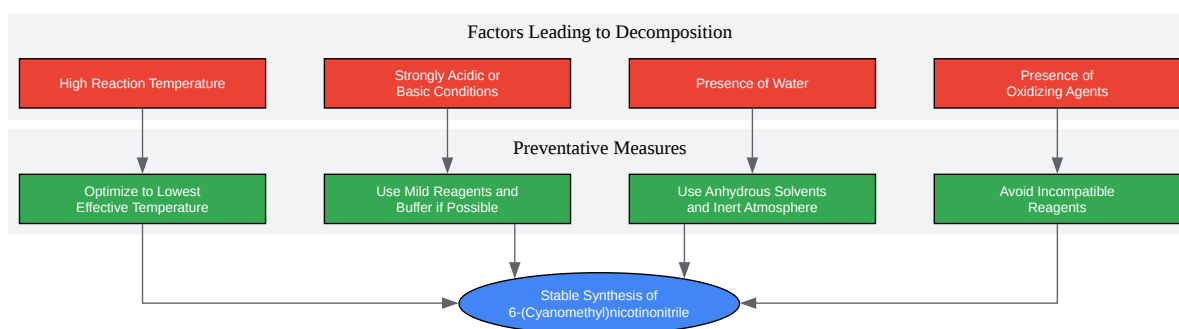 Factors Leading to Decomposition
High Reaction Temperature
Strongly Acidic or
Basic Conditions
Presence of Water
Presence of
Oxidizing Agents
Preventative Measures
Optimize to Lowest
Effective Temperature
Use Mild Reagents and
Buffer if Possible
Use Anhydrous Solvents
and Inert Atmosphere
Avoid Incompatible
Reagents
Stable Synthesis of
6-(Cyanomethyl)nicotinonitrile